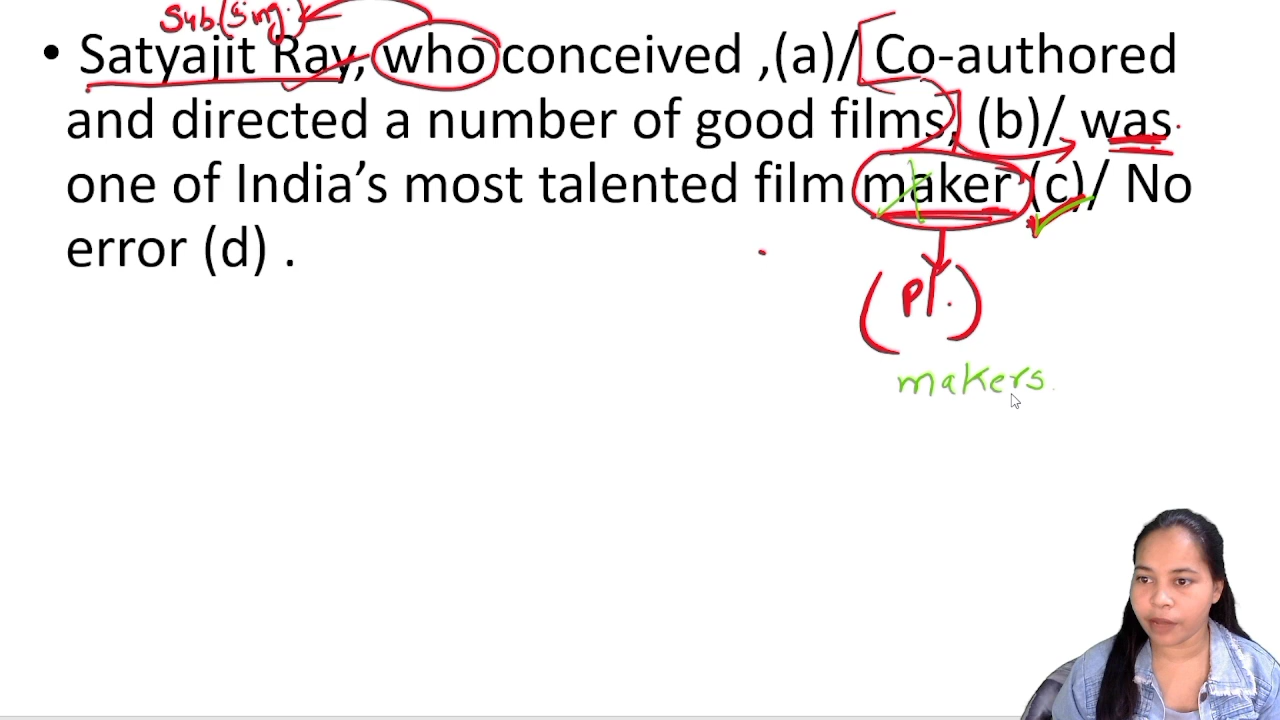 Sub.(Sing.)
• Satyajit Ray, who conceived ,(a)/ Co-authored
and directed a number of good films, (b)/ was
one of India’s most talented film maker (c)/ No
error (d) .
(Pl.)
makers.